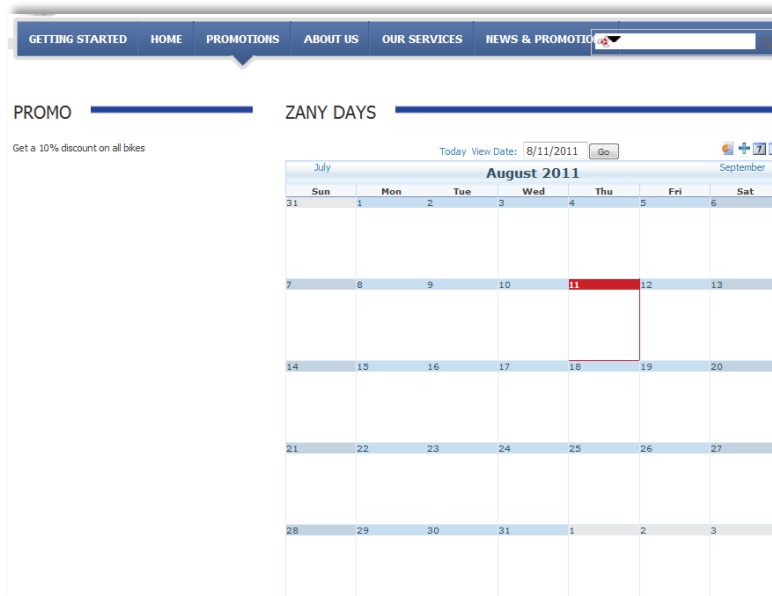 GETTING STARTED HOME PROMOTIONS ABOUT US OUR SERVICES NEWS & PROMOTIO
PROMO
Get a 10% discount on all bikes
ZANY DAYS
Today View Date: 8/11/2011 Go
7
July August 2011 September
Sun Mon Tue Wed Thu Fri Sat
31 1 2 3 4 5 6
7 8 9 10 11 12 13
14 15 16 17 18 19 20
21 22 23 24 25 26 27
28 29 30 31 1 2 3